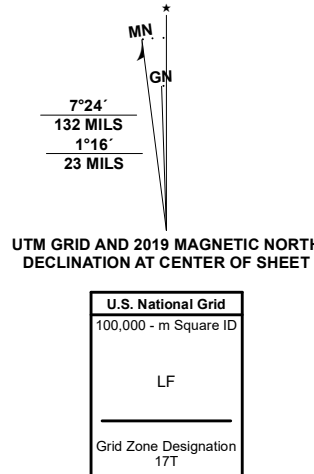 ★
MN
GN
7°24´
132 MILS
1°16´
23 MILS
UTM GRID AND 2019 MAGNETIC NORTH
DECLINATION AT CENTER OF SHEET
U.S. National Grid
100,000 - m Square ID
LF
Grid Zone Designation
17T